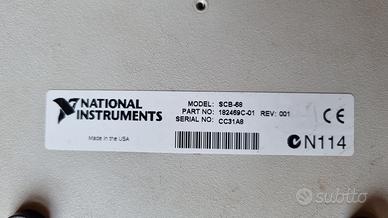 NATIONAL INSTRUMENTS
Made in the USA
MODEL: SCB-68
PART NO: 182469C-01 REV: 001
SERIAL NO: CC31A8
CE
N114
subito